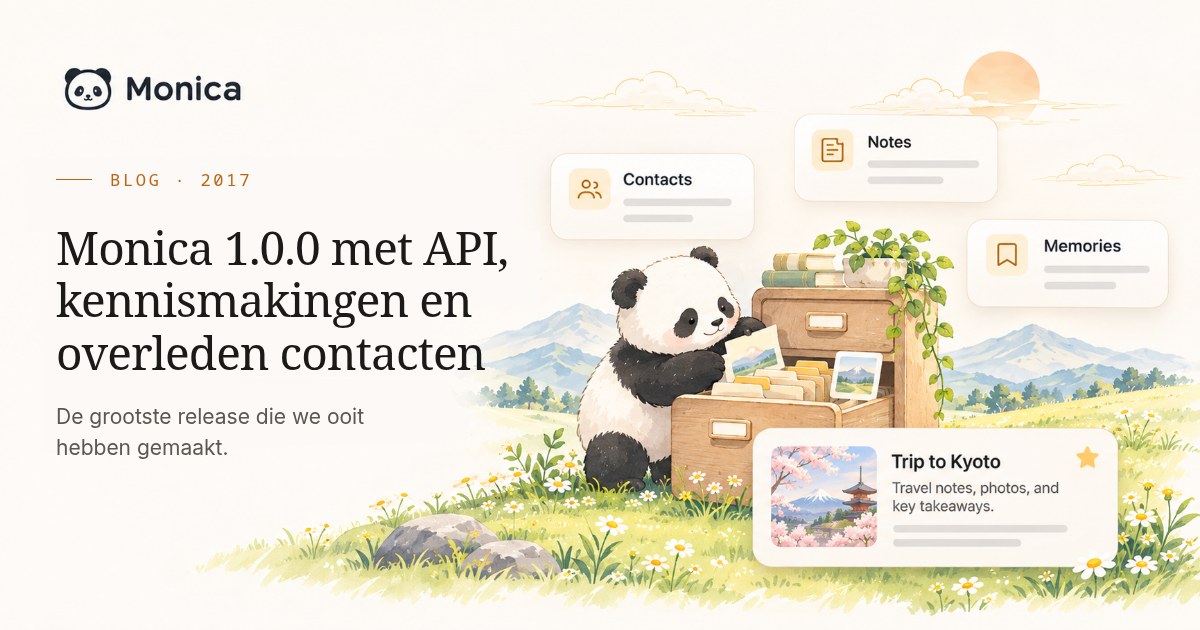 Monica
BLOG · 2017
Monica 1.0.0 met API,
kennismakingen en
overleden contacten
De grootste release die we ooit
hebben gemaakt.
Contacts
Notes
Memories
Trip to Kyoto
Travel notes, photos, and
key takeaways.